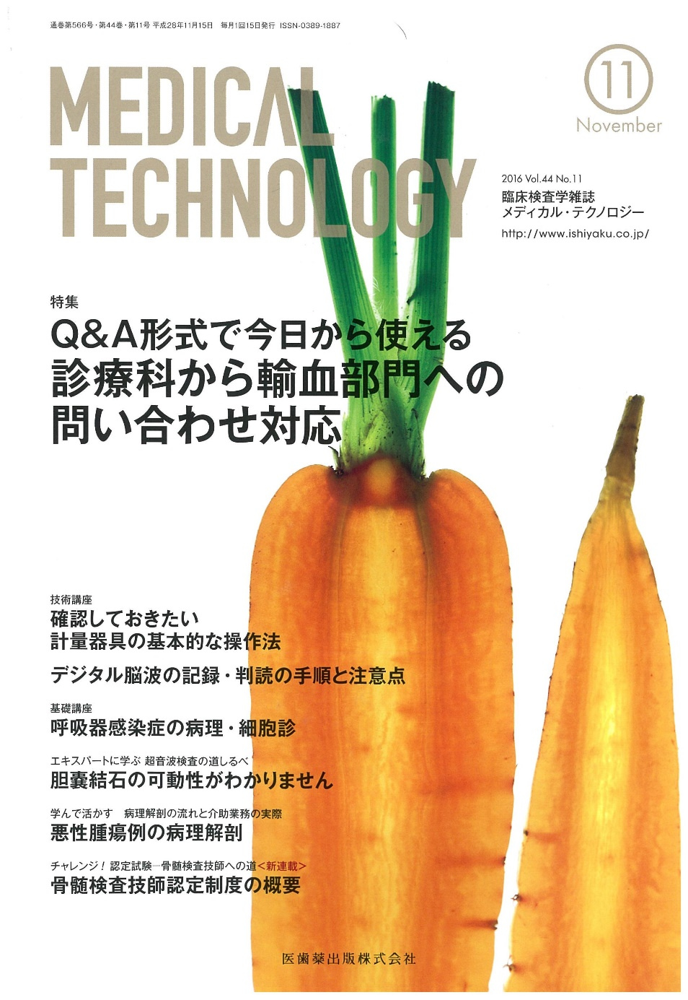 通巻第566号・第44巻・第11号 平成28年11月15日　毎月1回15日発行 ISSN-0389-1887
MEDICAL
TECHNOLOGY
11
November
2016 Vol.44 No.11
臨床検査学雑誌
メディカル・テクノロジー
http://www.ishiyaku.co.jp/
特集
Q&A形式で今日から使える
診療科から輸血部門への
問い合わせ対応
技術講座
確認しておきたい
計量器具の基本的な操作法
デジタル脳波の記録・判読の手順と注意点
基礎講座
呼吸器感染症の病理・細胞診
エキスパートに学ぶ 超音波検査の道しるべ
胆嚢結石の可動性がわかりません
学んで活かす　病理解剖の流れと介助業務の実際
悪性腫瘍例の病理解剖
チャレンジ！ 認定試験―骨髄検査技師への道<新連載>
骨髄検査技師認定制度の概要
医歯薬出版株式会社